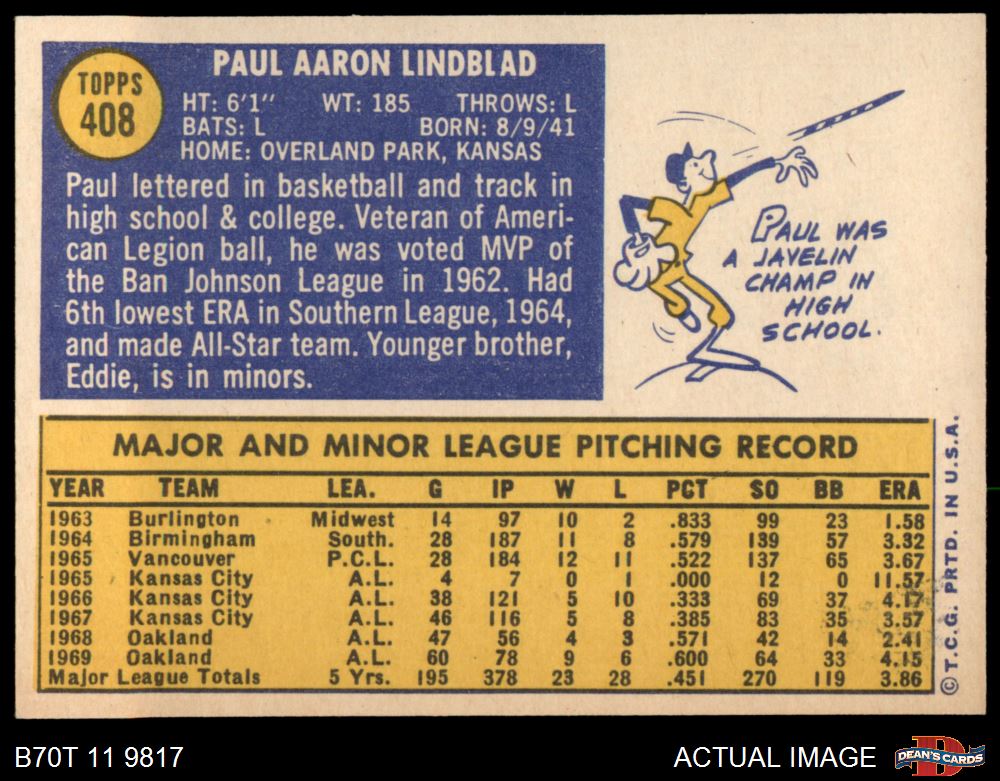 TOPPS
408
PAUL AARON LINDBLAD
HT: 6'1" WT: 185 THROWS: L
BATS: L BORN: 8/9/41
HOME: OVERLAND PARK, KANSAS
Paul lettered in basketball and track in
high school & college. Veteran of Ameri-
can Legion ball, he was voted MVP of
the Ban Johnson League in 1962. Had
6th lowest ERA in Southern League, 1964,
and made All-Star team. Younger brother,
Eddie, is in minors.
PAUL WAS
A JAVELIN
CHAMP IN
HIGH
SCHOOL.
MAJOR AND MINOR LEAGUE PITCHING RECORD
YEAR TEAM LEA. G IP W L PCT SO BB ERA
1963 Burlington Midwest 14 97 10 2 .833 99 23 1.58
1964 Birmingham South. 28 187 11 8 .579 139 57 3.32
1965 Vancouver P.C.L. 28 184 12 11 .522 137 65 3.67
1965 Kansas City A.L. 4 7 0 1 .000 12 0 11.57
1966 Kansas City A.L. 38 121 5 10 .333 69 37 4.17
1967 Kansas City A.L. 46 116 5 8 .385 83 35 3.57
1968 Oakland A.L. 47 56 4 3 .571 42 14 2.41
1969 Oakland A.L. 60 78 9 6 .600 64 33 4.15
Major League Totals 5 Yrs. 195 378 23 28 .451 270 119 3.86
©T.C.G. PRTD. IN U.S.A.
B70T 11 9817
ACTUAL IMAGE
D
DEAN'S CARDS